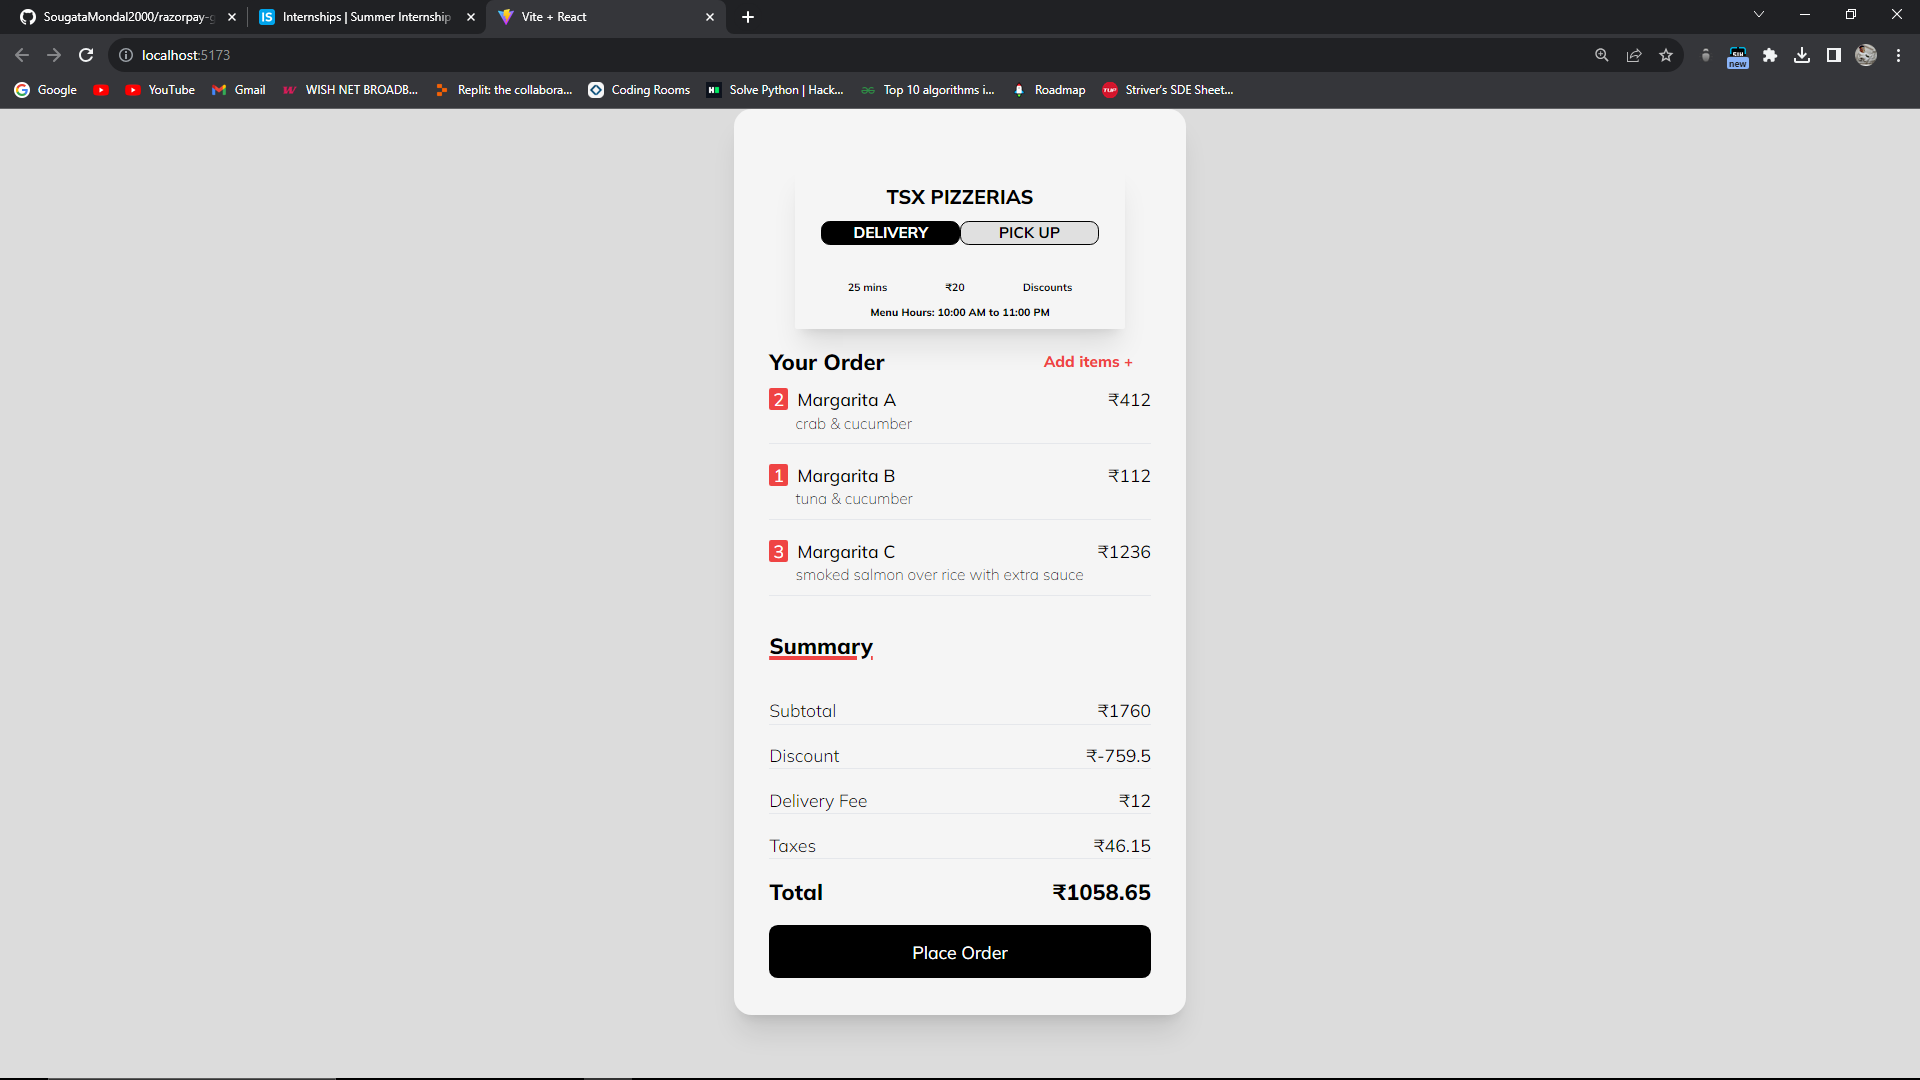 SougataMondal2000/razorpay-
Internships | Summer Internship
Vite + React
localhost:5173
new
Google
YouTube
Gmail
WISH NET BROADB...
Replit: the collabora...
Coding Rooms
Solve Python | Hack...
Top 10 algorithms i...
Roadmap
Striver's SDE Sheet...
TSX PIZZERIAS
DELIVERY
PICK UP
25 mins ₹20 Discounts
Menu Hours: 10:00 AM to 11:00 PM
Your Order Add items +
2 Margarita A ₹412
crab & cucumber
1 Margarita B ₹112
tuna & cucumber
3 Margarita C ₹1236
smoked salmon over rice with extra sauce
Summary
Subtotal ₹1760
Discount ₹-759.5
Delivery Fee ₹12
Taxes ₹46.15
Total ₹1058.65
Place Order